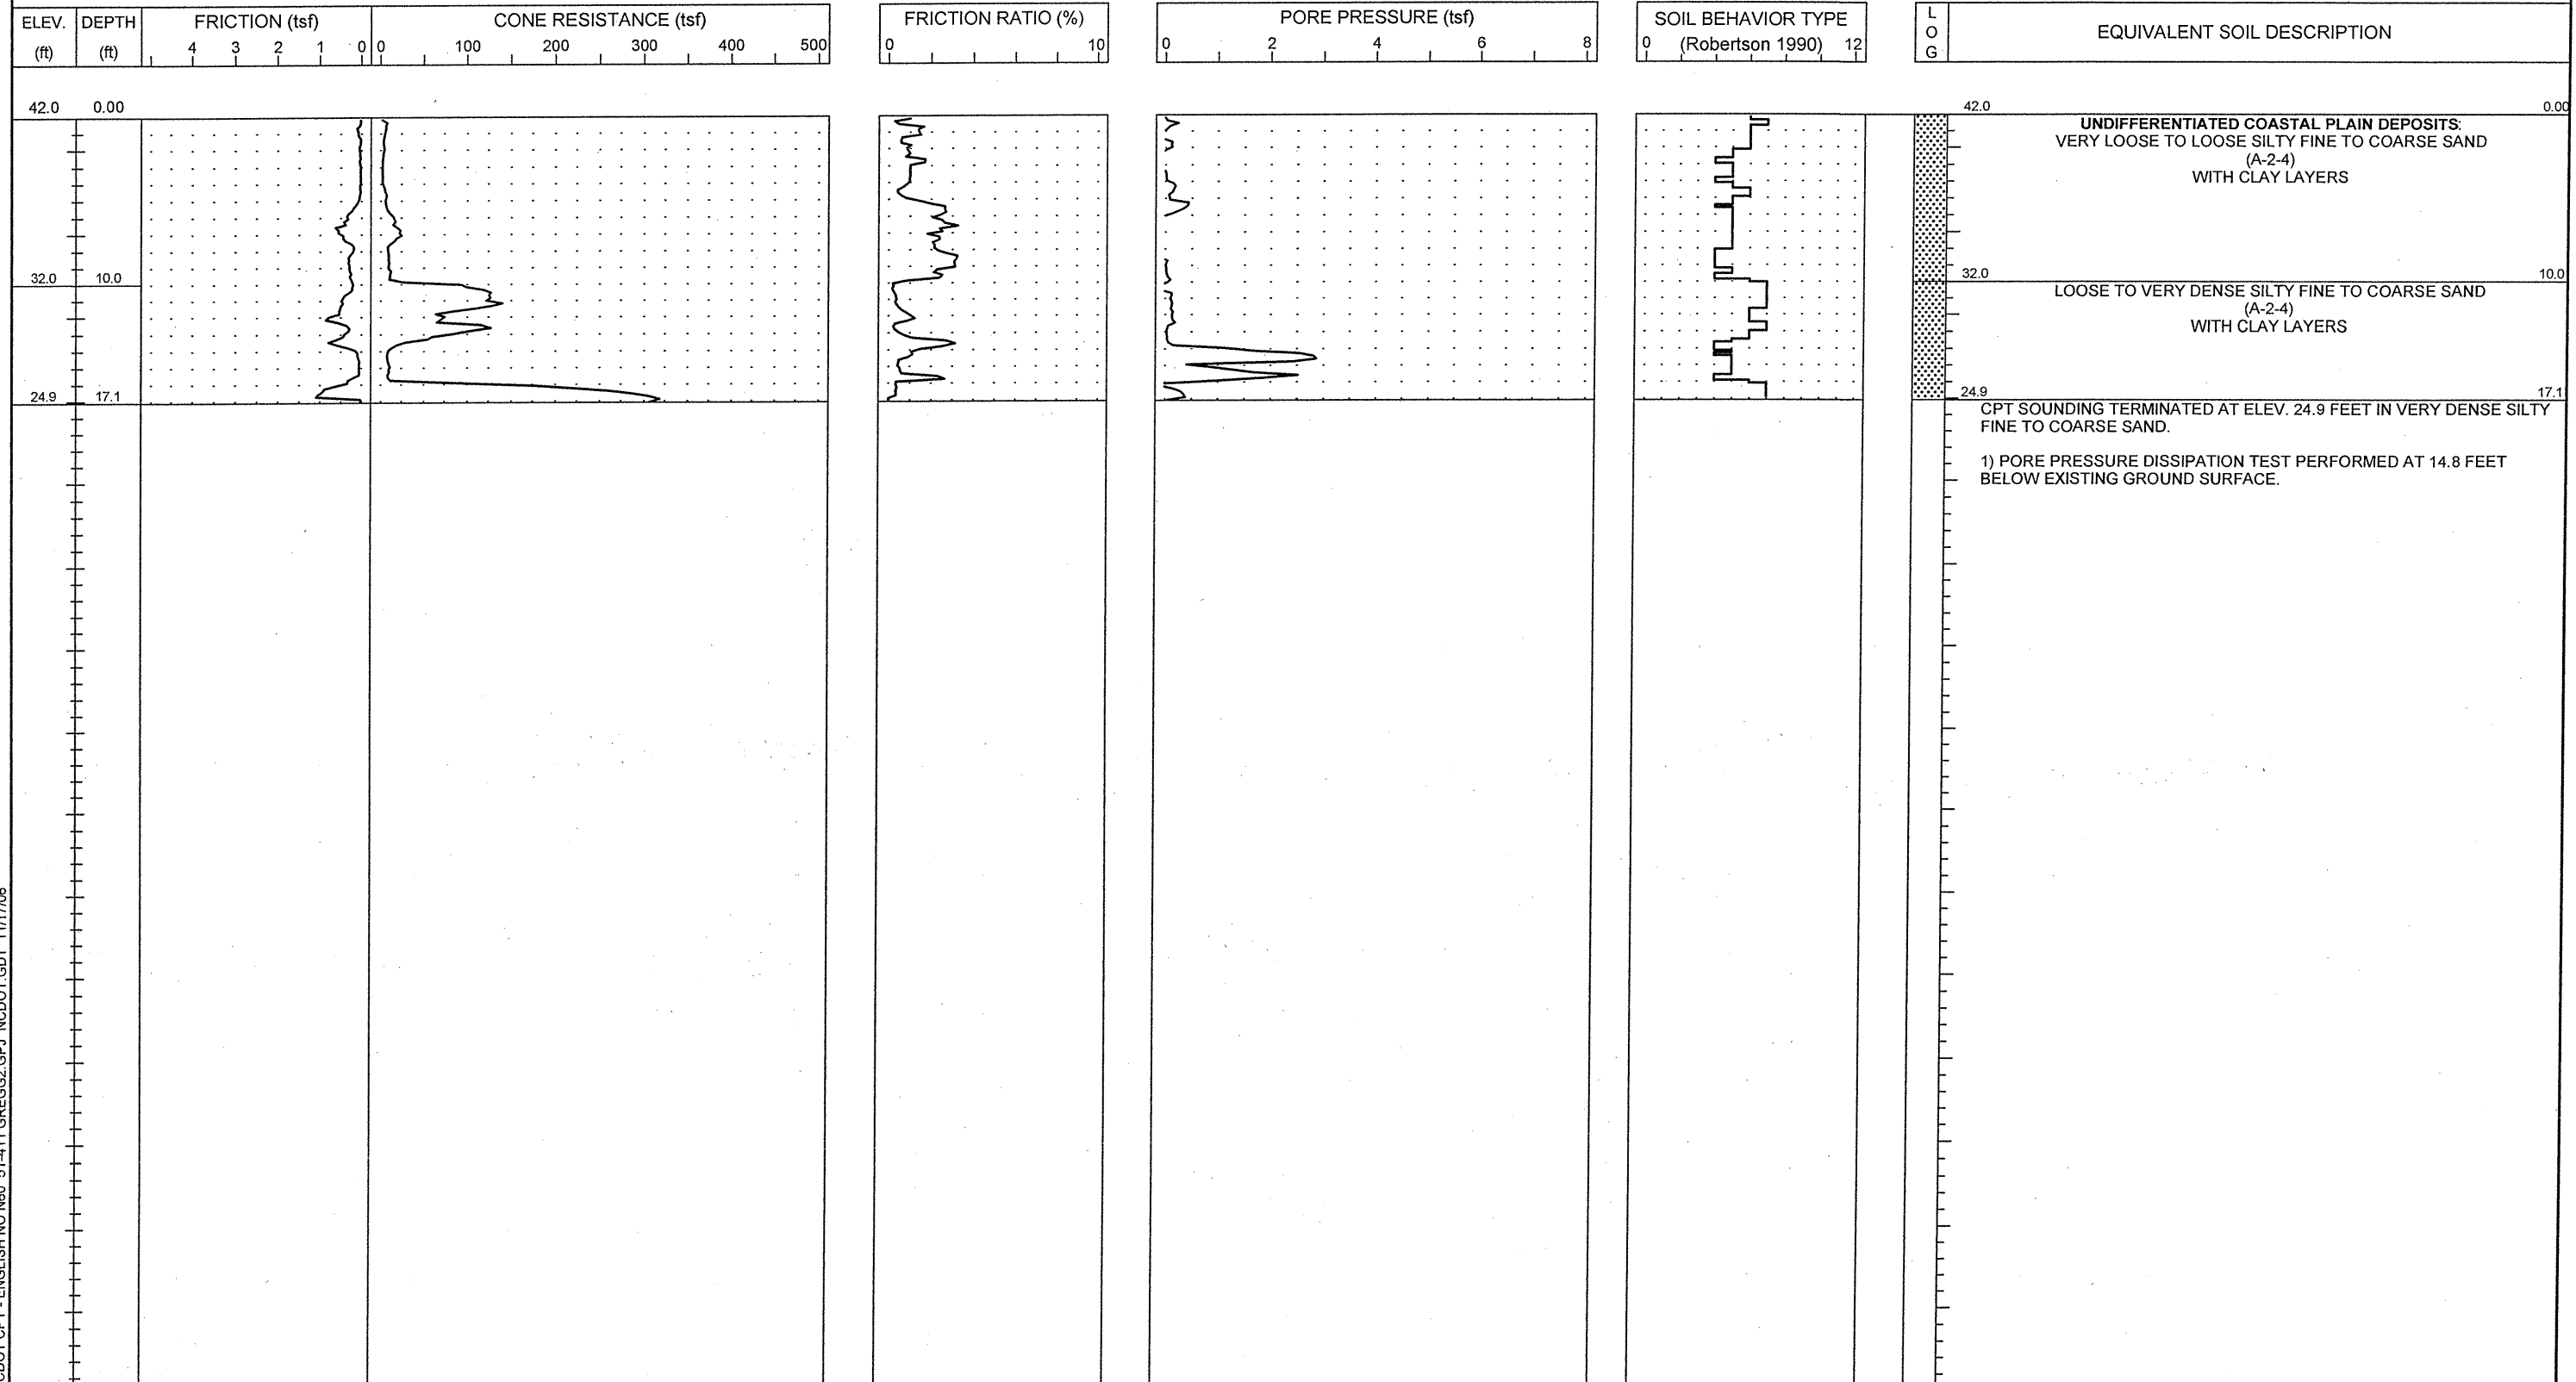 ELEV. DEPTH FRICTION (tsf) CONE RESISTANCE (tsf) FRICTION RATIO (%) PORE PRESSURE (tsf) SOIL BEHAVIOR TYPE L O G EQUIVALENT SOIL DESCRIPTION
(ft) (ft) 4 3 2 1 0 0 100 200 300 400 500 0 10 0 2 4 6 8 0 (Robertson 1990) 12
42.0 0.00 42.0 0.00
UNDIFFERENTIATED COASTAL PLAIN DEPOSITS:
VERY LOOSE TO LOOSE SILTY FINE TO COARSE SAND
(A-2-4)
WITH CLAY LAYERS
32.0 10.0 32.0 10.0
LOOSE TO VERY DENSE SILTY FINE TO COARSE SAND
(A-2-4)
WITH CLAY LAYERS
24.9 17.1 24.9 17.1
CPT SOUNDING TERMINATED AT ELEV. 24.9 FEET IN VERY DENSE SILTY
FINE TO COARSE SAND.
1) PORE PRESSURE DISSIPATION TEST PERFORMED AT 14.8 FEET
BELOW EXISTING GROUND SURFACE.